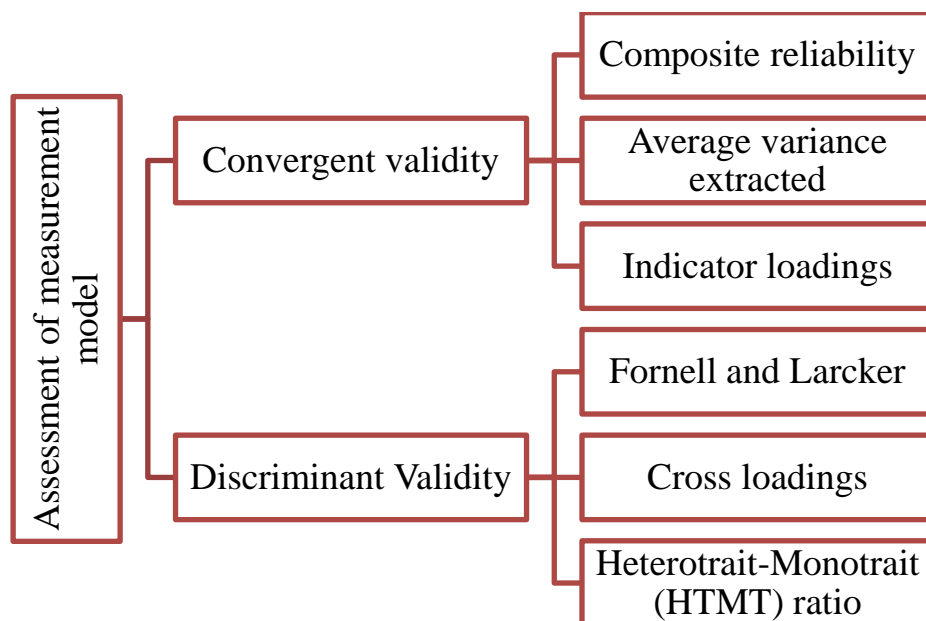 Assessment of measurement
model
Convergent validity
Composite reliability
Average variance
extracted
Indicator loadings
Discriminant Validity
Fornell and Larcker
Cross loadings
Heterotrait-Monotrait
(HTMT) ratio